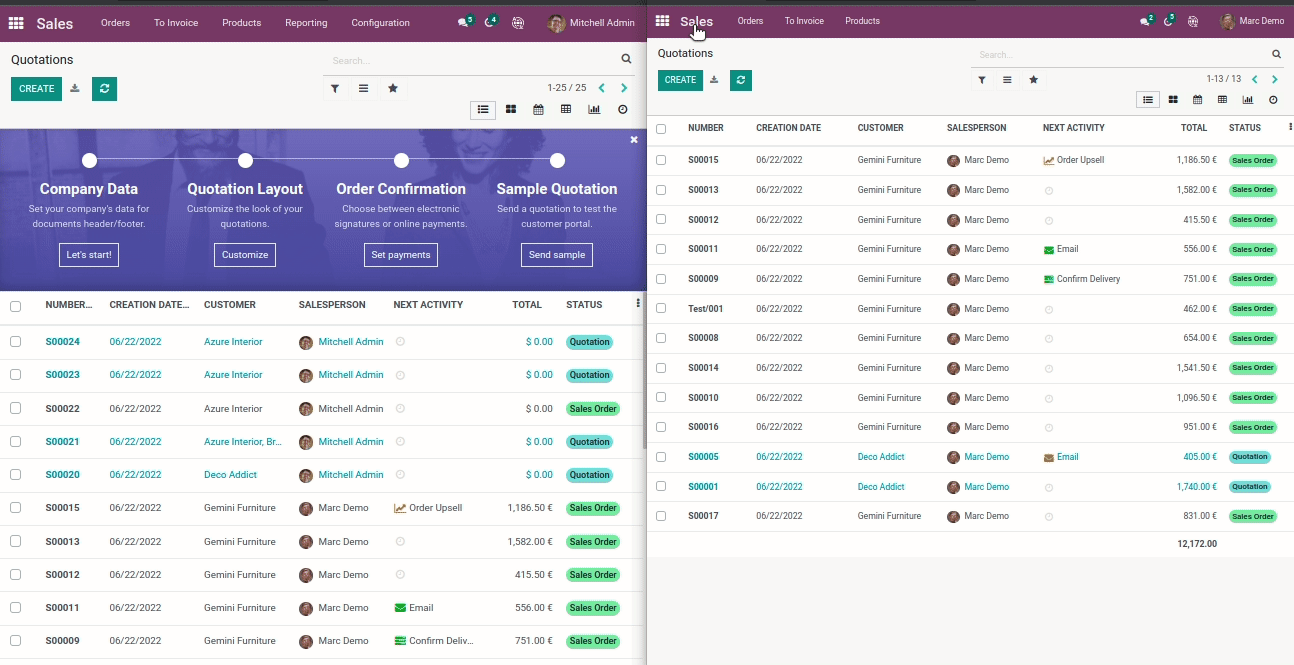 Sales Orders To Invoice Products Reporting Configuration 5 4 Mitchell Admin
Quotations
Search...
CREATE
1-25 / 25
Company Data Quotation Layout Order Confirmation Sample Quotation
Set your company's data for Customize the look of your Choose between electronic Send a quotation to test the
documents header/footer. quotations. signatures or online payments. customer portal.
Let's start! Customize Set payments Send sample
NUMBER... CREATION DATE... CUSTOMER SALESPERSON NEXT ACTIVITY TOTAL STATUS
S00024 06/22/2022 Azure Interior Mitchell Admin $ 0.00 Quotation
S00023 06/22/2022 Azure Interior Mitchell Admin $ 0.00 Quotation
S00022 06/22/2022 Azure Interior Mitchell Admin $ 0.00 Sales Order
S00021 06/22/2022 Azure Interior, Br... Mitchell Admin $ 0.00 Quotation
S00020 06/22/2022 Deco Addict Mitchell Admin $ 0.00 Quotation
S00015 06/22/2022 Gemini Furniture Marc Demo Order Upsell 1,186.50 € Sales Order
S00013 06/22/2022 Gemini Furniture Marc Demo 1,582.00 € Sales Order
S00012 06/22/2022 Gemini Furniture Marc Demo 415.50 € Sales Order
S00011 06/22/2022 Gemini Furniture Marc Demo Email 556.00 € Sales Order
S00009 06/22/2022 Gemini Furniture Marc Demo Confirm Deliv... 751.00 € Sales Order
Sales Orders To Invoice Products 2 3 Marc Demo
Quotations
Search...
CREATE
1-13 / 13
NUMBER CREATION DATE CUSTOMER SALESPERSON NEXT ACTIVITY TOTAL STATUS
S00015 06/22/2022 Gemini Furniture Marc Demo Order Upsell 1,186.50 € Sales Order
S00013 06/22/2022 Gemini Furniture Marc Demo 1,582.00 € Sales Order
S00012 06/22/2022 Gemini Furniture Marc Demo 415.50 € Sales Order
S00011 06/22/2022 Gemini Furniture Marc Demo Email 556.00 € Sales Order
S00009 06/22/2022 Gemini Furniture Marc Demo Confirm Delivery 751.00 € Sales Order
Test/001 06/22/2022 Gemini Furniture Marc Demo 462.00 € Sales Order
S00008 06/22/2022 Gemini Furniture Marc Demo 654.00 € Sales Order
S00014 06/22/2022 Gemini Furniture Marc Demo 1,541.50 € Sales Order
S00010 06/22/2022 Gemini Furniture Marc Demo 1,096.50 € Sales Order
S00016 06/22/2022 Gemini Furniture Marc Demo 951.00 € Sales Order
S00005 06/22/2022 Deco Addict Marc Demo Email 405.00 € Quotation
S00001 06/22/2022 Deco Addict Marc Demo 1,740.00 € Quotation
S00017 06/22/2022 Gemini Furniture Marc Demo 831.00 € Sales Order
12,172.00